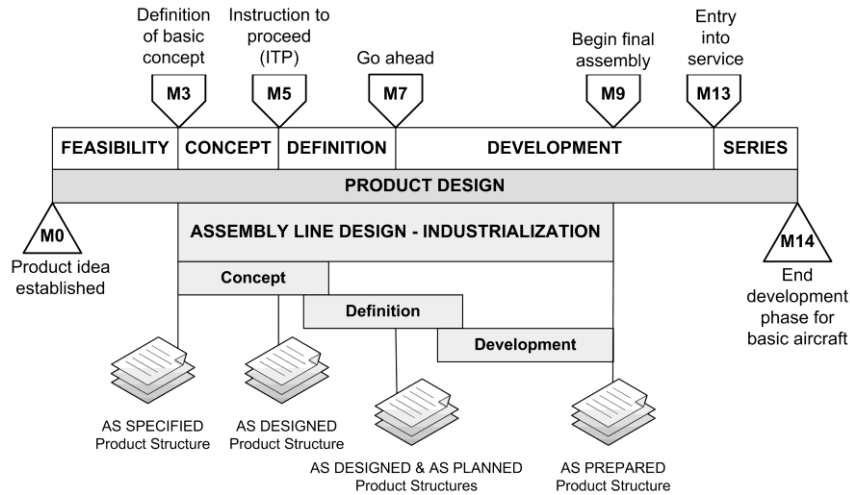 Definition
of basic
concept
Instruction to
proceed
(ITP)
Go ahead
Begin final
assembly
Entry
into
service
M3
M5
M7
M9
M13
FEASIBILITY
CONCEPT
DEFINITION
DEVELOPMENT
SERIES
PRODUCT DESIGN
M0
Product idea
established
ASSEMBLY LINE DESIGN - INDUSTRIALIZATION
M14
End
development
phase for
basic aircraft
Concept
Definition
Development
AS SPECIFIED
Product Structure
AS DESIGNED
Product Structure
AS DESIGNED & AS PLANNED
Product Structures
AS PREPARED
Product Structure